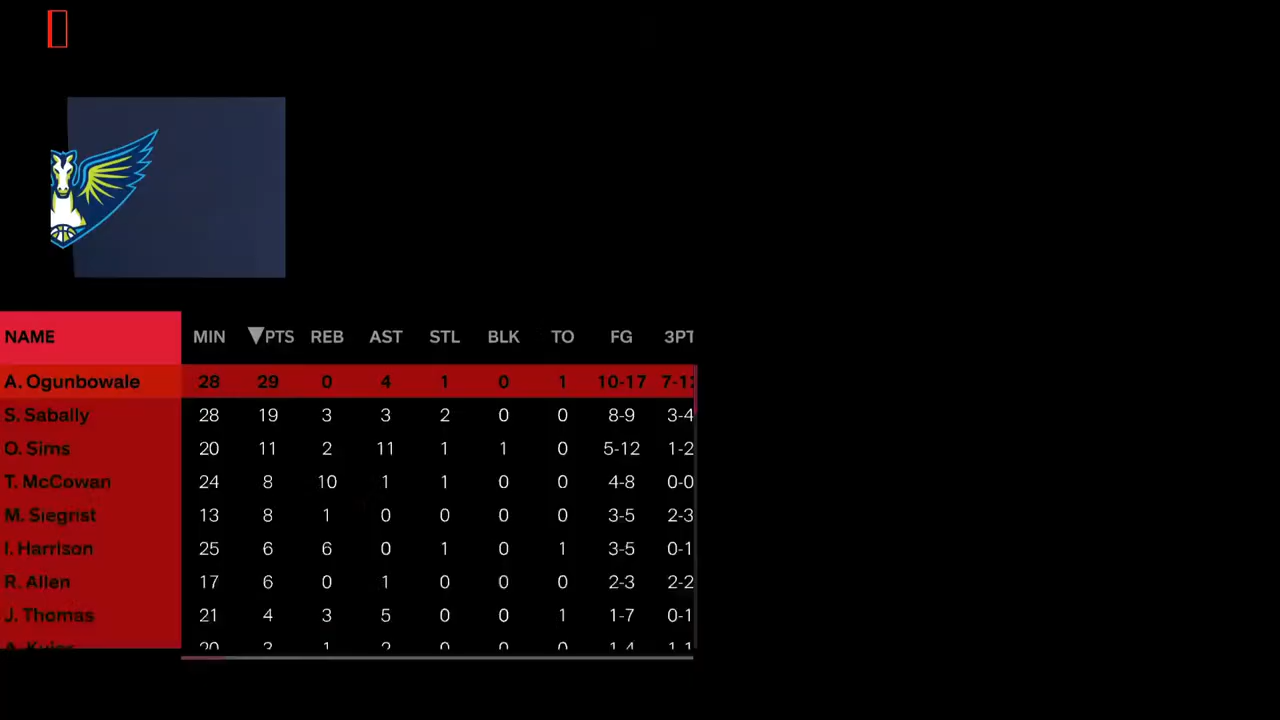 NAME MIN ▼PTS REB AST STL BLK TO FG 3PT
A. Ogunbowale 28 29 0 4 1 0 1 10-17
S. Sabally 28 19 3 3 2 0 0 8-9 3-4
O. Sims 20 11 2 11 1 1 0 5-12 1-2
T. McCowan 24 8 10 1 1 0 0 4-8 0-0
M. Siegrist 13 8 1 0 0 0 0 3-5 2-3
I. Harrison 25 6 6 0 1 0 1 3-5 0-1
R. Allen 17 6 0 1 0 0 0 2-3 2-2
J. Thomas 21 4 3 5 0 0 1 1-7 0-1